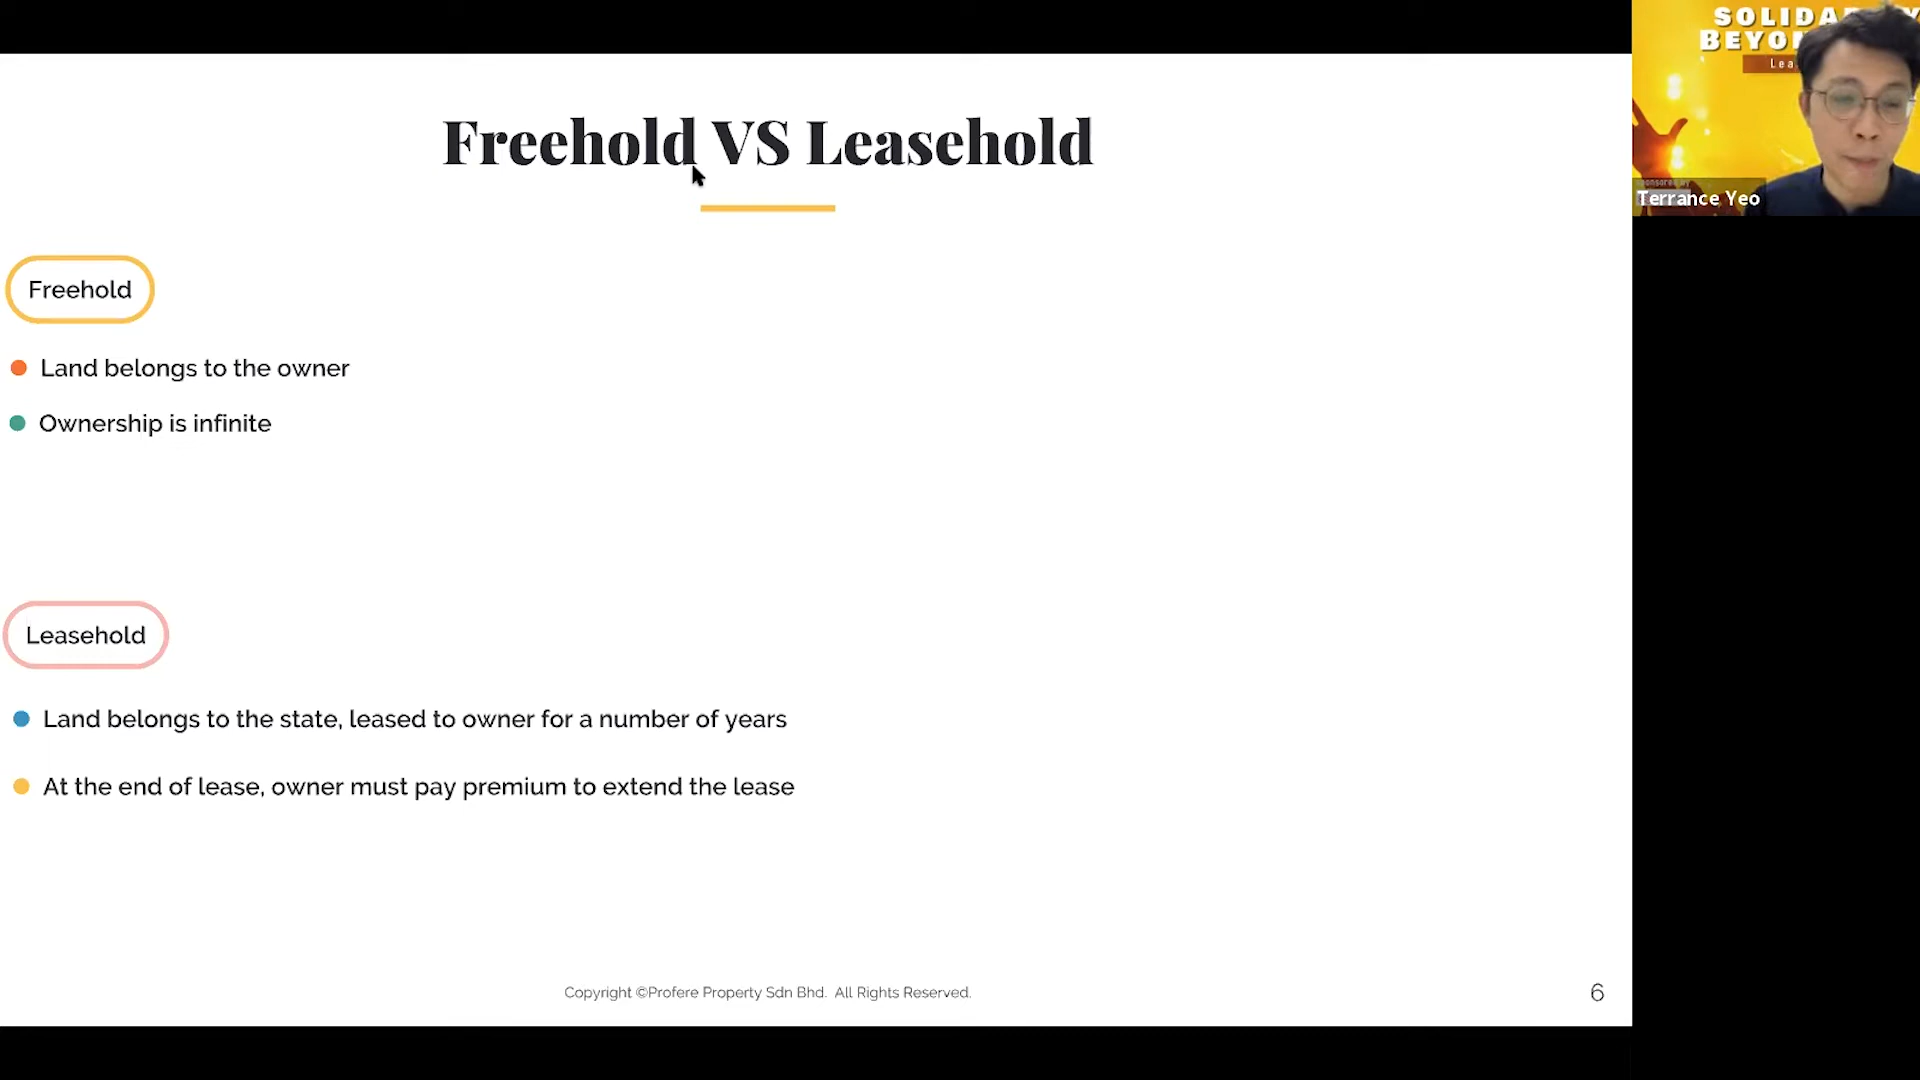 Freehold VS Leasehold
Freehold
Land belongs to the owner
Ownership is infinite
Leasehold
Land belongs to the state, leased to owner for a number of years
At the end of lease, owner must pay premium to extend the lease
Copyright ©Profere Property Sdn Bhd. All Rights Reserved.
6
Terrance Yeo